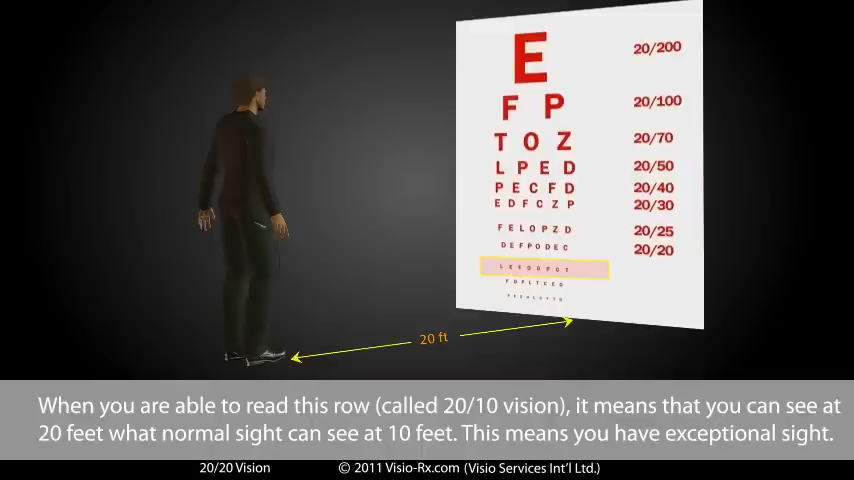 E 20/200
F P 20/100
T O Z 20/70
L P E D 20/50
P E C F D 20/40
E D F C Z P 20/30
F E L O P Z D 20/25
D E F P O D E C 20/20
20 ft
When you are able to read this row (called 20/10 vision), it means that you can see at
20 feet what normal sight can see at 10 feet. This means you have exceptional sight.
20/20 Vision © 2011 Visio-Rx.com (Visio Services Int'l Ltd.)